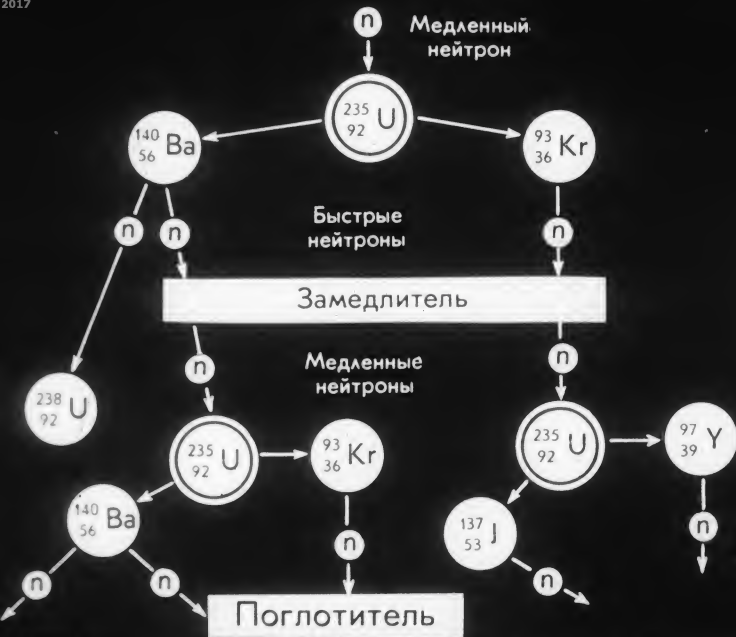 2017
n
Медленный
нейтрон
235
92 U
140
56 Ba
93
36 Kr
Быстрые
нейтроны
n
n
n
Замедлитель
n
Медленные
нейтроны
n
238
92 U
235
92 U
93
36 Kr
235
92 U
97
39 Y
140
56 Ba
137
53 J
n
n
n
n
n
n
Поглотитель